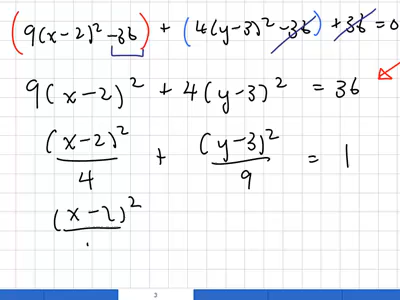 (9(x-2)² -36) + (4(y-3)² -36) +36 = 0
9(x-2)² + 4(y-3)² = 36
(x-2)²/4 + (y-3)²/9 = 1
(x-2)²
3